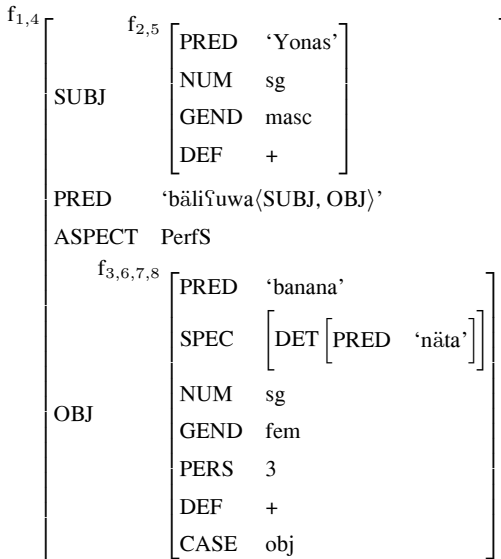 f1,4
f2,5
PRED ‘Yonas’
NUM sg
SUBJ
GEND masc
DEF +
PRED ‘bäliʕuwa⟨SUBJ, OBJ⟩’
ASPECT PerfS
f3,6,7,8
PRED ‘banana’
SPEC [DET [PRED ‘näta’]]
NUM sg
OBJ
GEND fem
PERS 3
DEF +
CASE obj